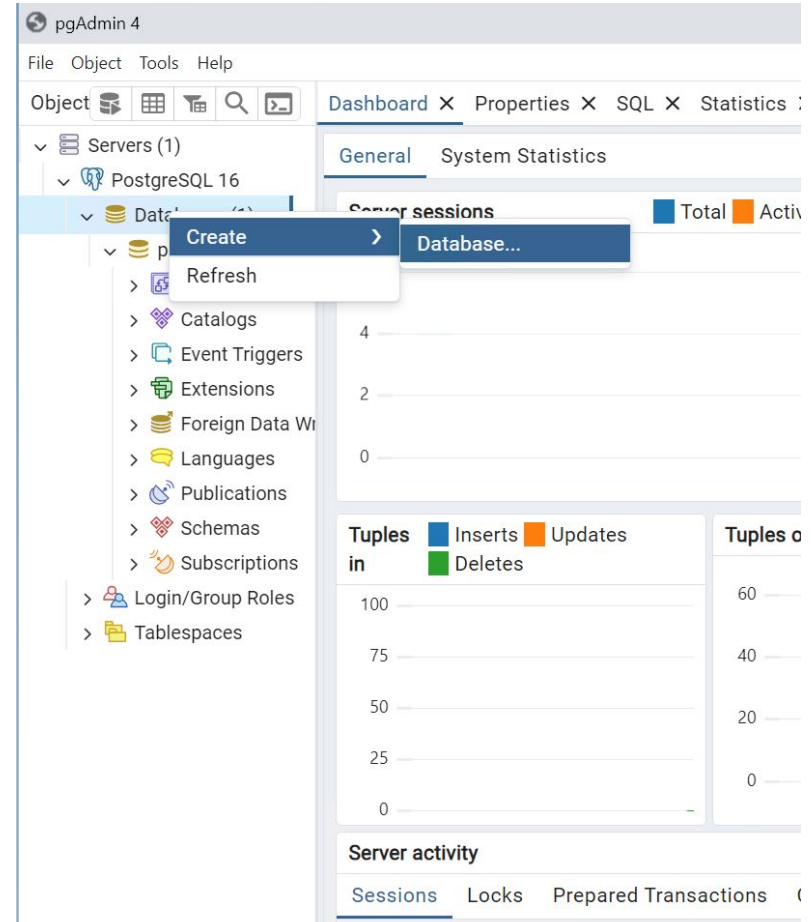 pgAdmin 4
File Object Tools Help
Object
Dashboard Properties SQL Statistics
Servers (1)
General System Statistics
PostgreSQL 16
Server sessions Total
Create
Database...
Refresh
Catalogs
4
Event Triggers
Extensions
2
Foreign Data
0
Languages
Publications
Schemas
Tuples in Inserts Updates Deletes
Tuples
Subscriptions
Login/Group Roles
Tablespaces
100
75
50
25
0
60
40
20
0
Server activity
Sessions Locks Prepared Transactions